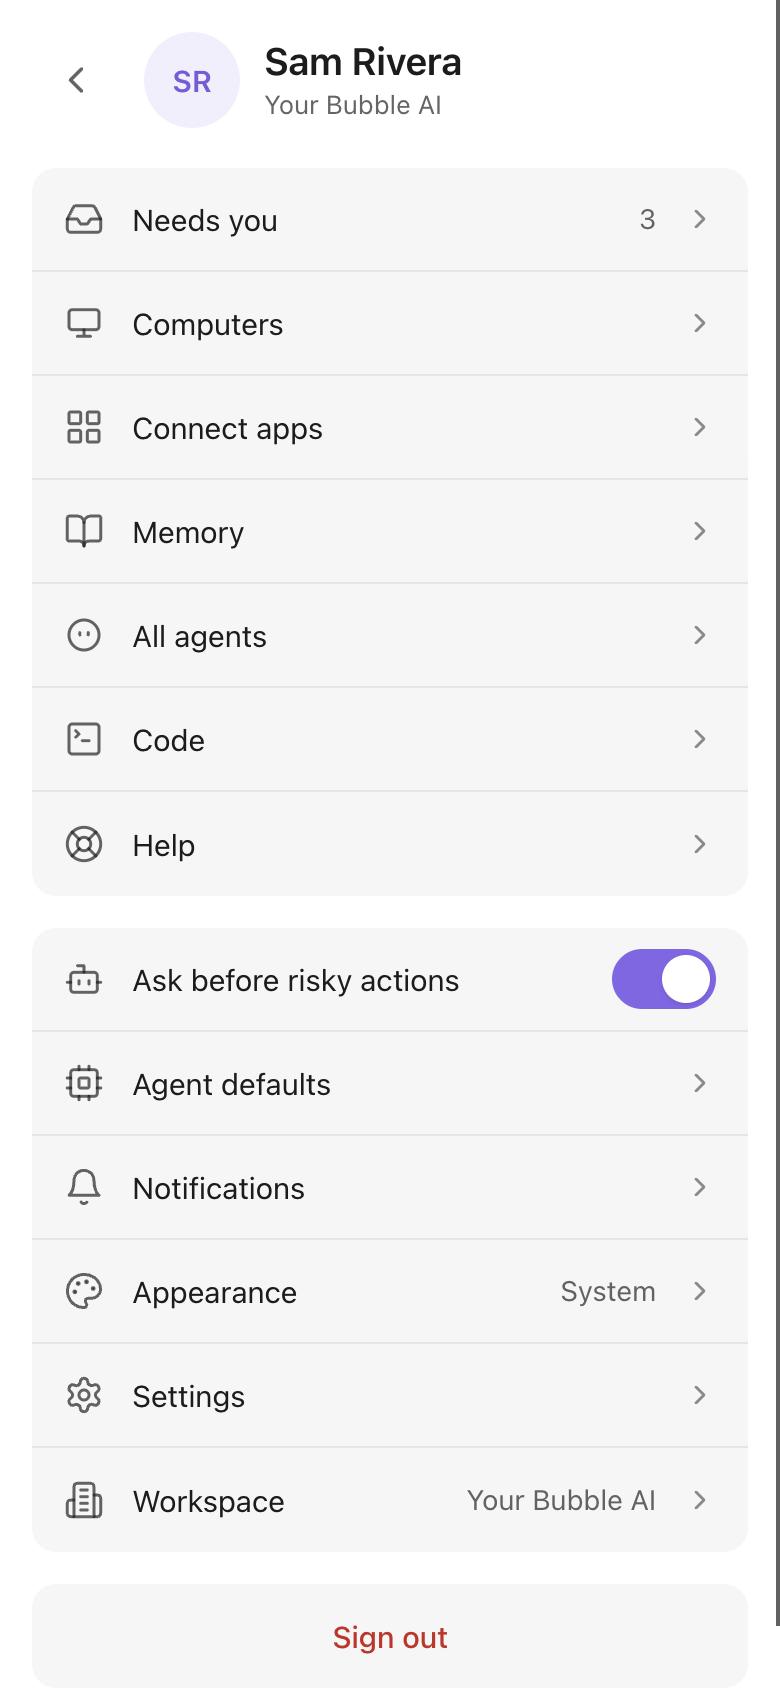 SR
Sam Rivera
Your Bubble AI
Needs you 3
Computers
Connect apps
Memory
All agents
Code
Help
Ask before risky actions
Agent defaults
Notifications
Appearance System
Settings
Workspace Your Bubble AI
Sign out